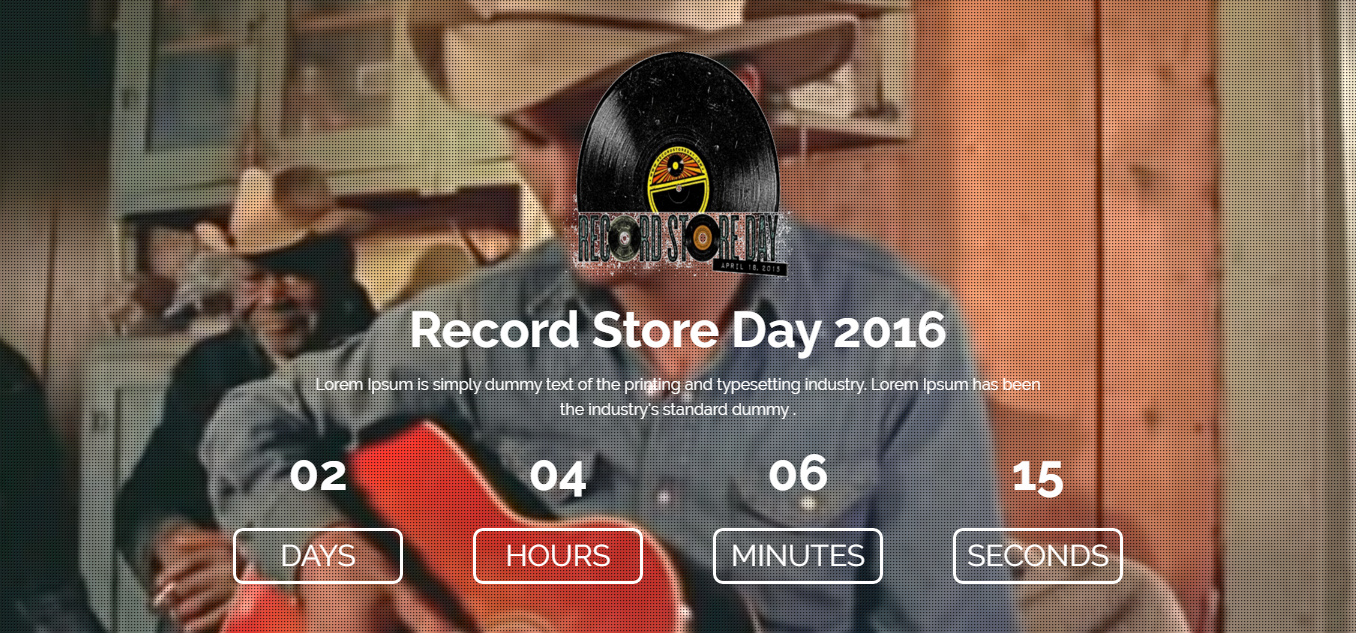 RECORD STORE DAY
APRIL 18, 2015
Record Store Day 2016
Lorem Ipsum is simply dummy text of the printing and typesetting industry. Lorem Ipsum has been
the industry's standard dummy .
02 04 06 15
DAYS HOURS MINUTES SECONDS